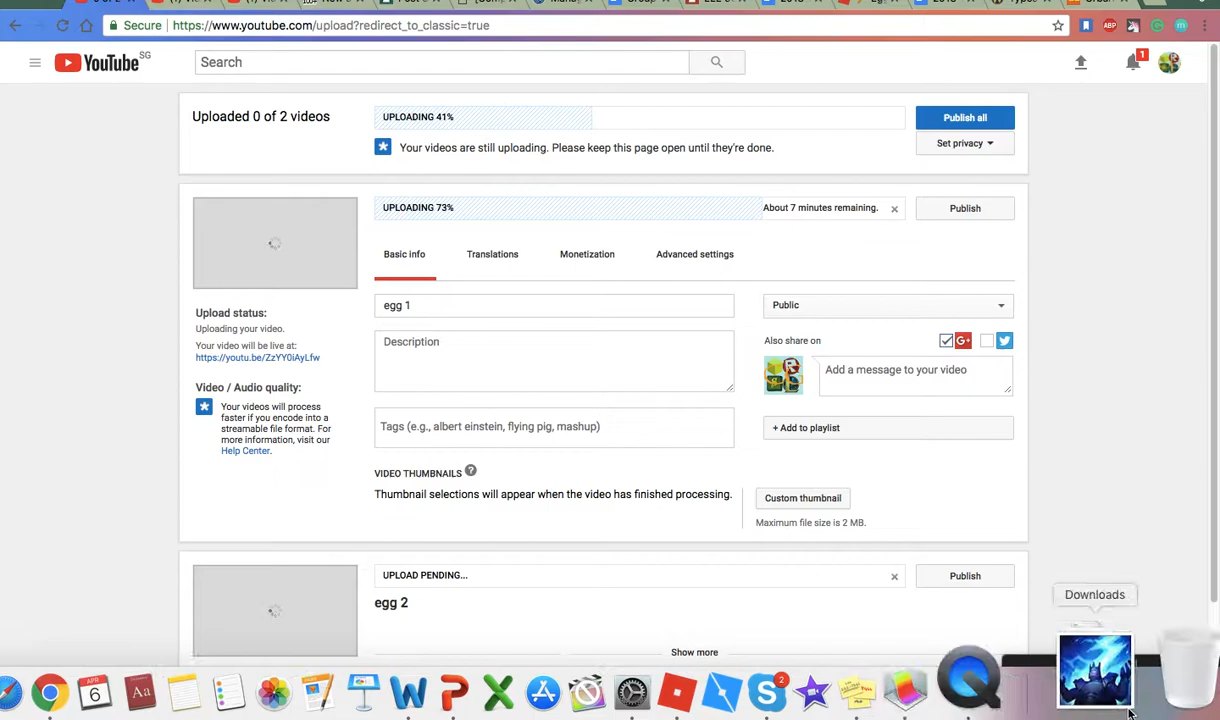 Secure
https://www.youtube.com/upload?redirect_to_classic=true
ABP
YouTube SG
Search
1
Uploaded 0 of 2 videos
UPLOADING 41%
Publish all
Your videos are still uploading. Please keep this page open until they're done.
Set privacy
UPLOADING 73%
About 7 minutes remaining.
Publish
Basic info
Translations
Monetization
Advanced settings
egg 1
Public
Upload status:
Uploading your video.
Your video will be live at:
https://youtu.be/ZzYY0iAyLfw
Description
Also share on
G+
Add a message to your video
Video / Audio quality:
Your videos will process
faster if you encode into a
streamable file format. For
more information, visit our
Help Center.
Tags (e.g., albert einstein, flying pig, mashup)
+ Add to playlist
VIDEO THUMBNAILS ?
Thumbnail selections will appear when the video has finished processing.
Custom thumbnail
Maximum file size is 2 MB.
UPLOAD PENDING...
Publish
egg 2
Downloads
Show more
APR
6
Aa
W
P
X
S
2